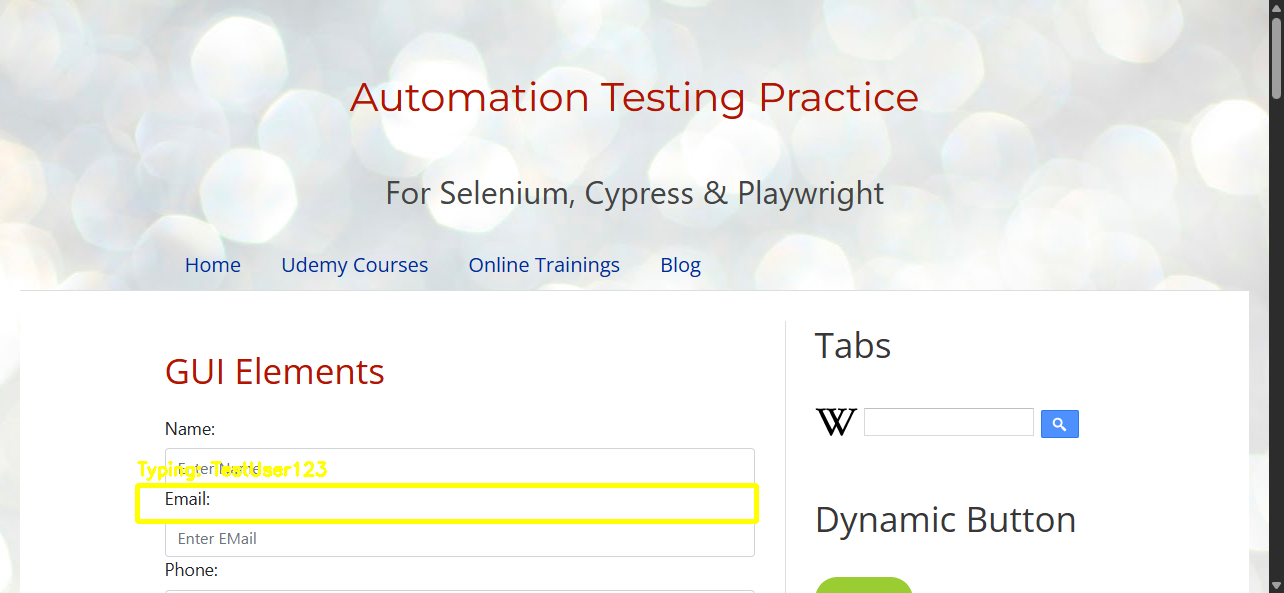 Automation Testing Practice
For Selenium, Cypress & Playwright
Home Udemy Courses Online Trainings Blog
GUI Elements
Name:
Enter Name
Typing: TestUser123
Email:
Enter EMail
Phone:
Tabs
W
Dynamic Button